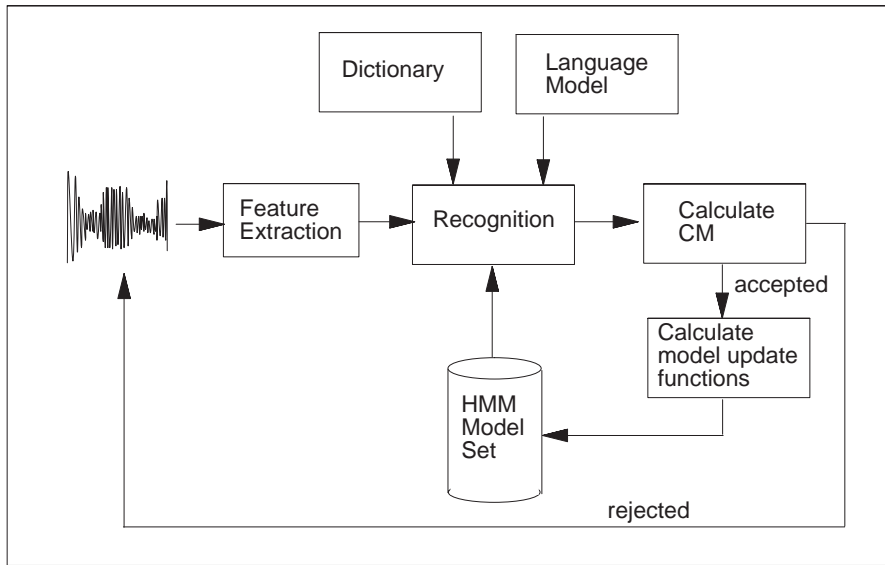 Dictionary
Language
Model
Feature
Extraction
Recognition
Calculate
CM
accepted
Calculate
model update
functions
HMM
Model
Set
rejected